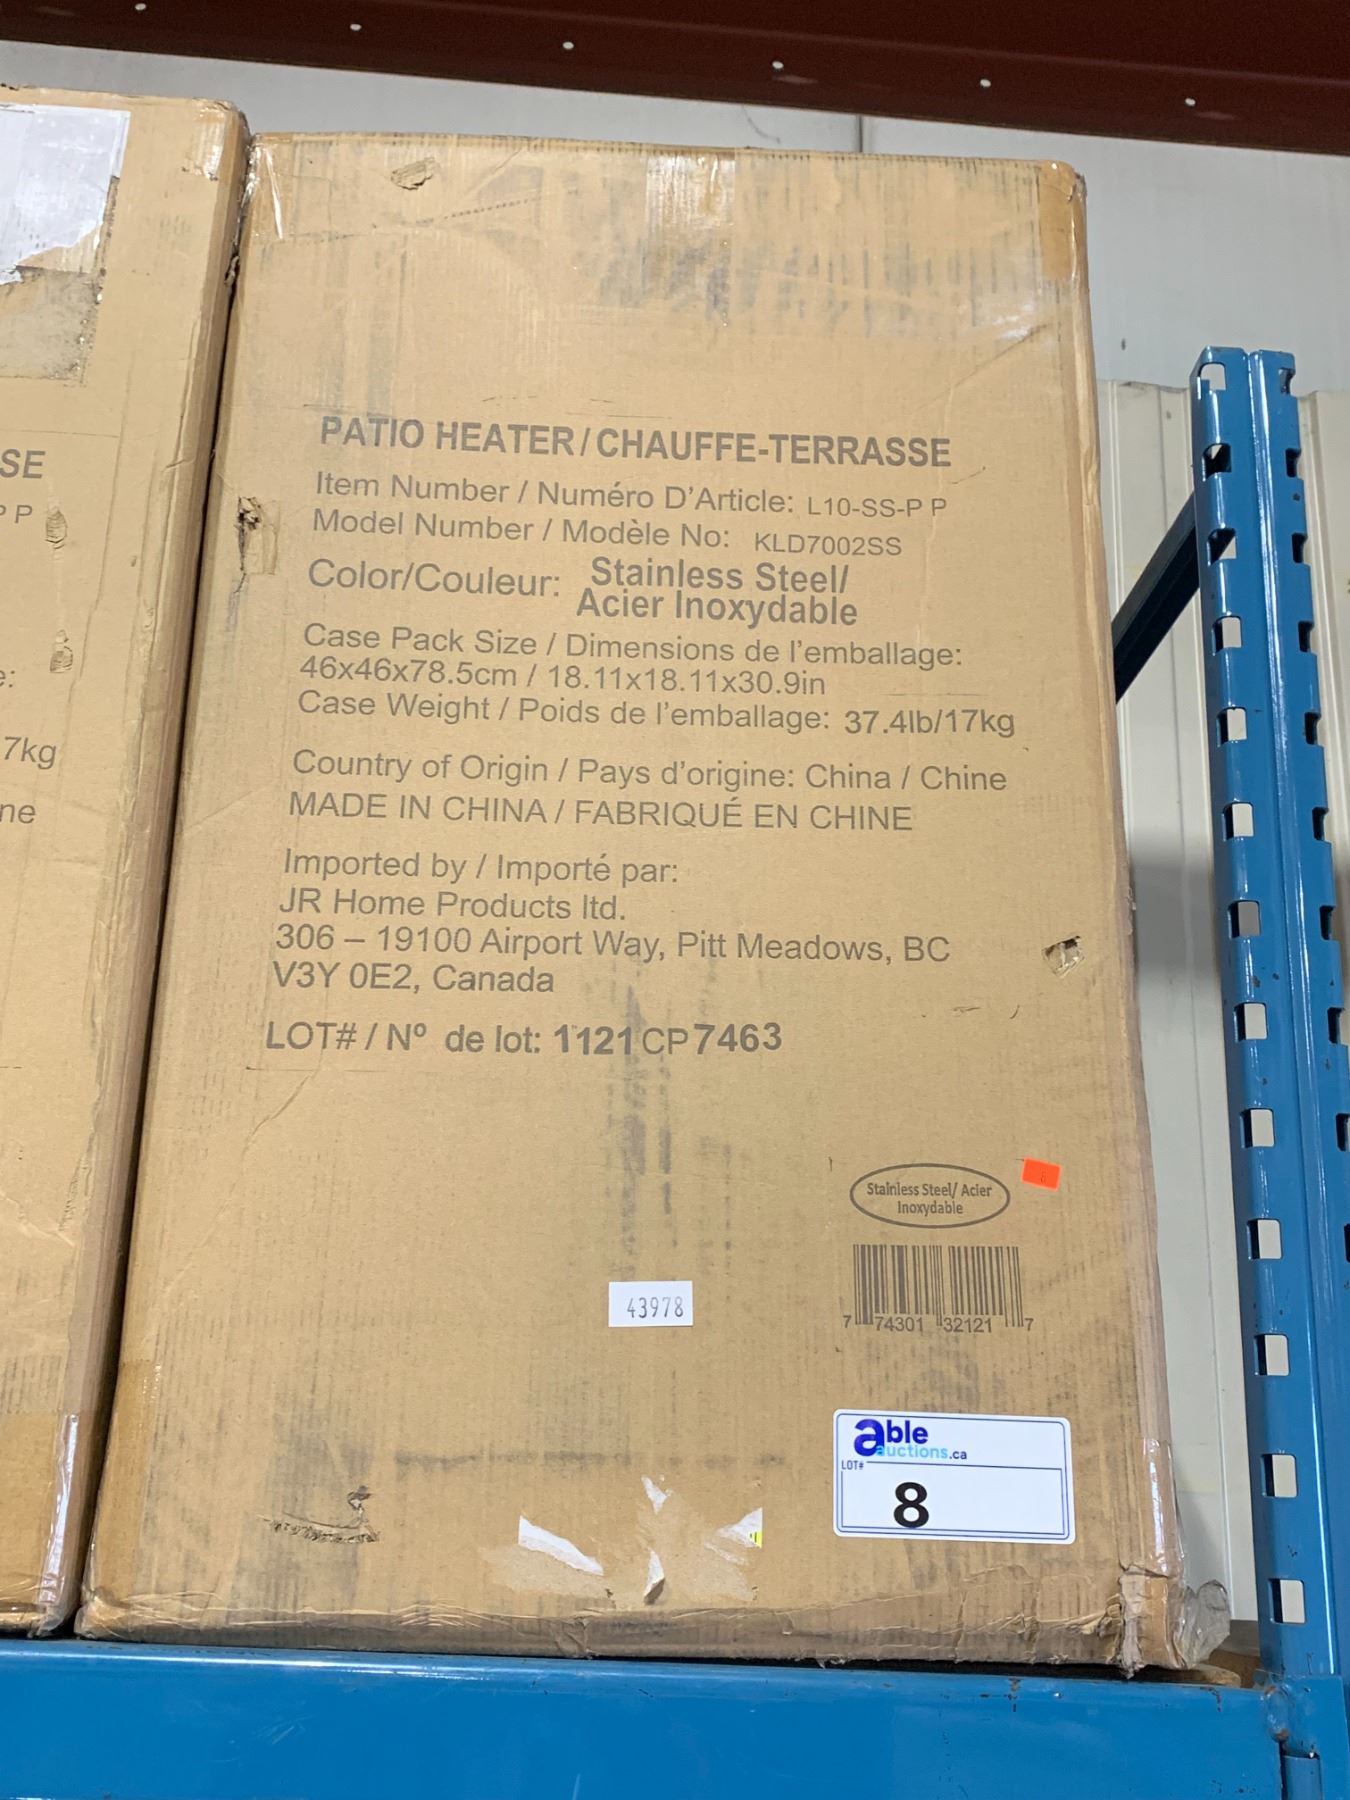 PATIO HEATER / CHAUFFE-TERRASSE
Item Number / Numéro D'Article: L10-SS-P P
Model Number / Modèle No: KLD7002SS
Color/Couleur: Stainless Steel/
Acier Inoxydable
Case Pack Size / Dimensions de l'emballage:
46x46x78.5cm / 18.11x18.11x30.9in
Case Weight / Poids de l'emballage: 37.4lb/17kg
Country of Origin / Pays d'origine: China / Chine
MADE IN CHINA / FABRIQUÉ EN CHINE
Imported by / Importé par:
JR Home Products ltd.
306 – 19100 Airport Way, Pitt Meadows, BC
V3Y 0E2, Canada
LOT# / Nº de lot: 1121 CP 7463
Stainless Steel/ Acier
Inoxydable
43978
7 74301 32121 7
able
auctions.ca
LOT#
8
SE
P P
e:
7kg
ne